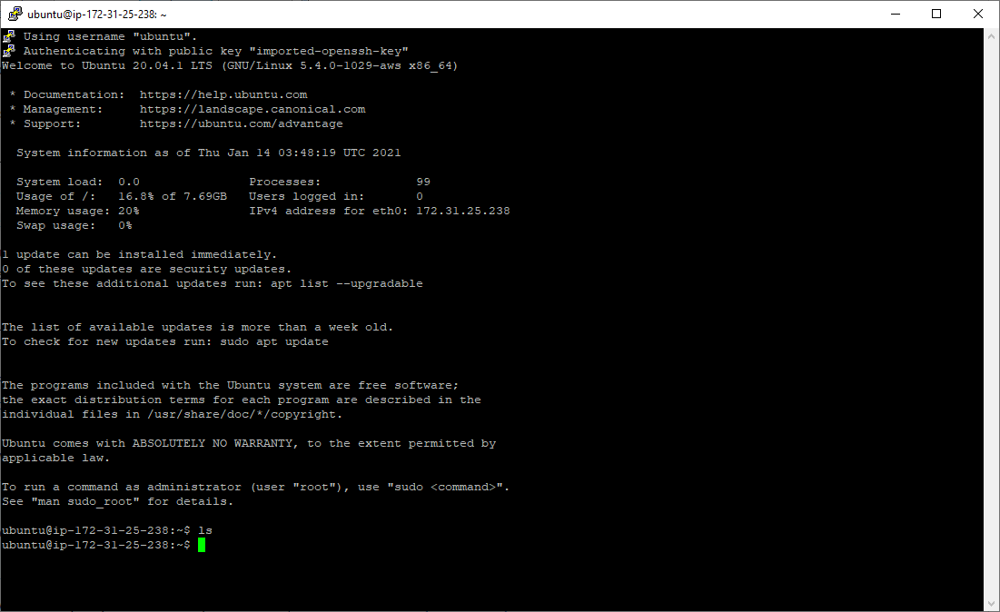 ubuntu@ip-172-31-25-238: ~
Using username "ubuntu".
Authenticating with public key "imported-openssh-key"
Welcome to Ubuntu 20.04.1 LTS (GNU/Linux 5.4.0-1029-aws x86_64)
* Documentation:  https://help.ubuntu.com
* Management:     https://landscape.canonical.com
* Support:        https://ubuntu.com/advantage
System information as of Thu Jan 14 03:48:19 UTC 2021
System load:  0.0               Processes:             99
Usage of /:   16.8% of 7.69GB   Users logged in:       0
Memory usage: 20%               IPv4 address for eth0: 172.31.25.238
Swap usage:   0%
1 update can be installed immediately.
0 of these updates are security updates.
To see these additional updates run: apt list --upgradable
The list of available updates is more than a week old.
To check for new updates run: sudo apt update
The programs included with the Ubuntu system are free software;
the exact distribution terms for each program are described in the
individual files in /usr/share/doc/*/copyright.
Ubuntu comes with ABSOLUTELY NO WARRANTY, to the extent permitted by
applicable law.
To run a command as administrator (user "root"), use "sudo <command>".
See "man sudo_root" for details.
ubuntu@ip-172-31-25-238:~$ ls
ubuntu@ip-172-31-25-238:~$